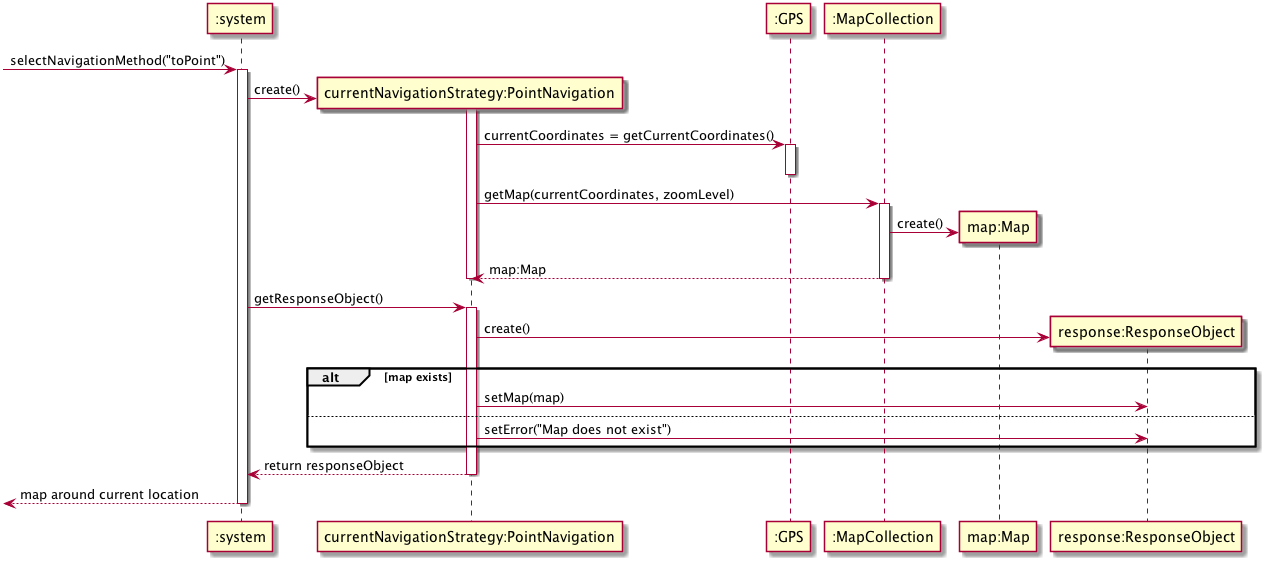 :system
:GPS
:MapCollection
selectNavigationMethod("toPoint")
create()
currentNavigationStrategy:PointNavigation
currentCoordinates = getCurrentCoordinates()
getMap(currentCoordinates, zoomLevel)
create()
map:Map
map:Map
getResponseObject()
create()
response:ResponseObject
alt
[map exists]
setMap(map)
setError("Map does not exist")
return responseObject
map around current location
:system
currentNavigationStrategy:PointNavigation
:GPS
:MapCollection
map:Map
response:ResponseObject